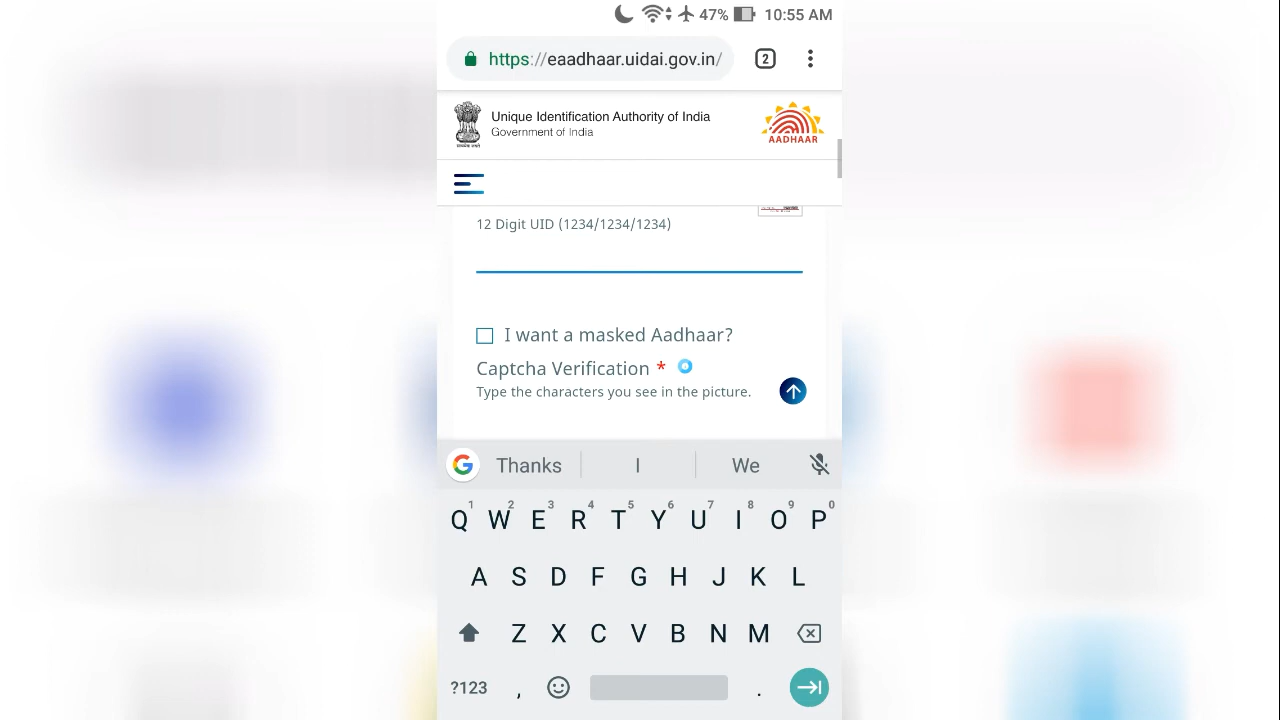 47% 10:55 AM
https://eaadhaar.uidai.gov.in/ 2
Unique Identification Authority of India
Government of India
AADHAAR
12 Digit UID (1234/1234/1234)
I want a masked Aadhaar?
Captcha Verification *
Type the characters you see in the picture.
G Thanks I We
1 2 3 4 5 6 7 8 9 0
Q W E R T Y U I O P
A S D F G H J K L
Z X C V B N M
?123 , .